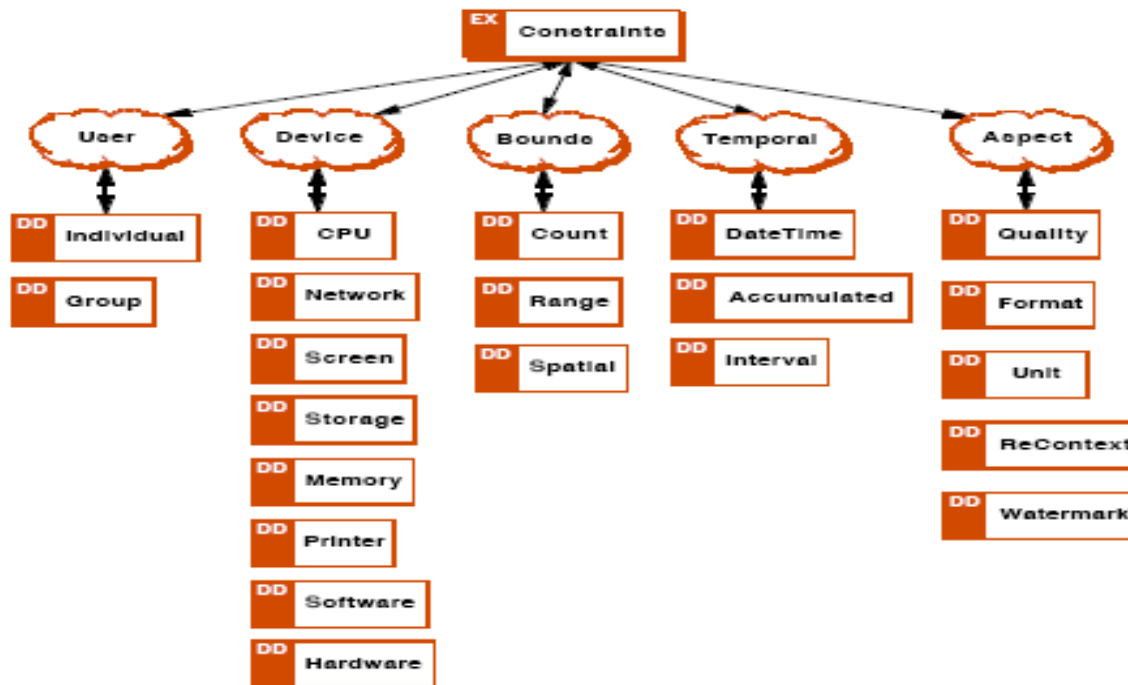 EX Constraints
User Device Bounds Temporal Aspect
DD Individual DD CPU DD Count DD DateTime DD Quality
DD Group DD Network DD Range DD Accumulated DD Format
DD Screen DD Spatial DD Interval DD Unit
DD Storage DD ReContext
DD Memory DD Watermark
DD Printer
DD Software
DD Hardware